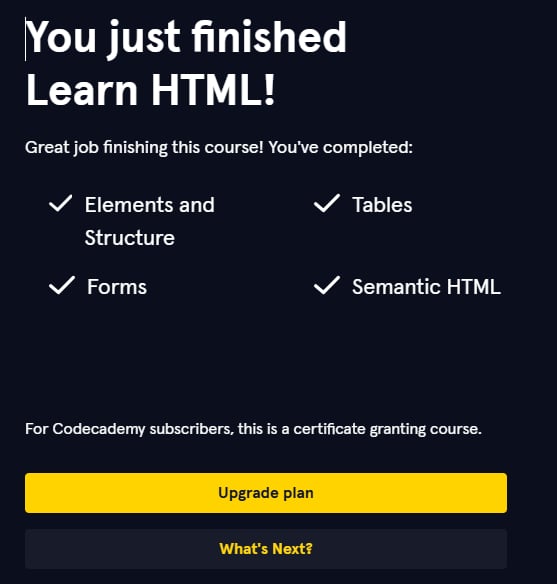 You just finished
Learn HTML!
Great job finishing this course! You've completed:
Elements and
Structure
Tables
Forms
Semantic HTML
For Codecademy subscribers, this is a certificate granting course.
Upgrade plan
What's Next?